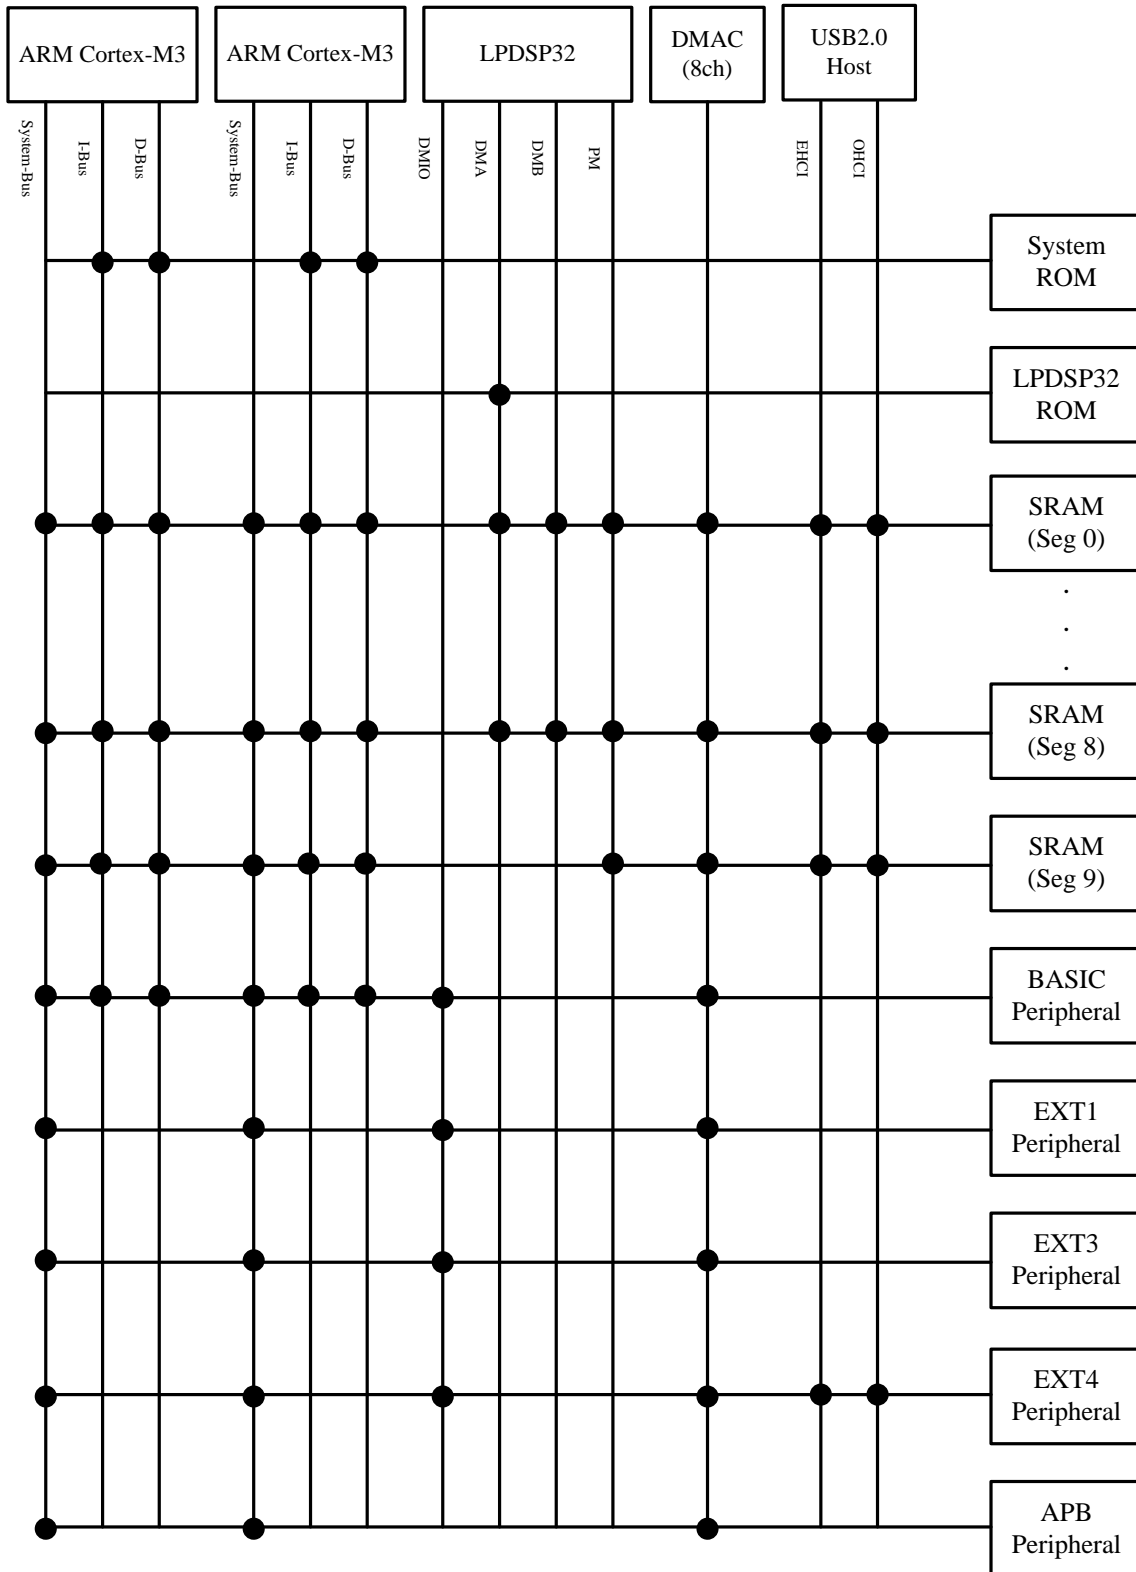 ARM Cortex-M3
ARM Cortex-M3
LPDSP32
DMAC
(8ch)
USB2.0
Host
System-Bus
I-Bus
D-Bus
System-Bus
I-Bus
D-Bus
DMIO
DMA
DMB
PM
EHCI
OHCI
System
ROM
LPDSP32
ROM
SRAM
(Seg 0)
.
.
.
SRAM
(Seg 8)
SRAM
(Seg 9)
BASIC
Peripheral
EXT1
Peripheral
EXT3
Peripheral
EXT4
Peripheral
APB
Peripheral